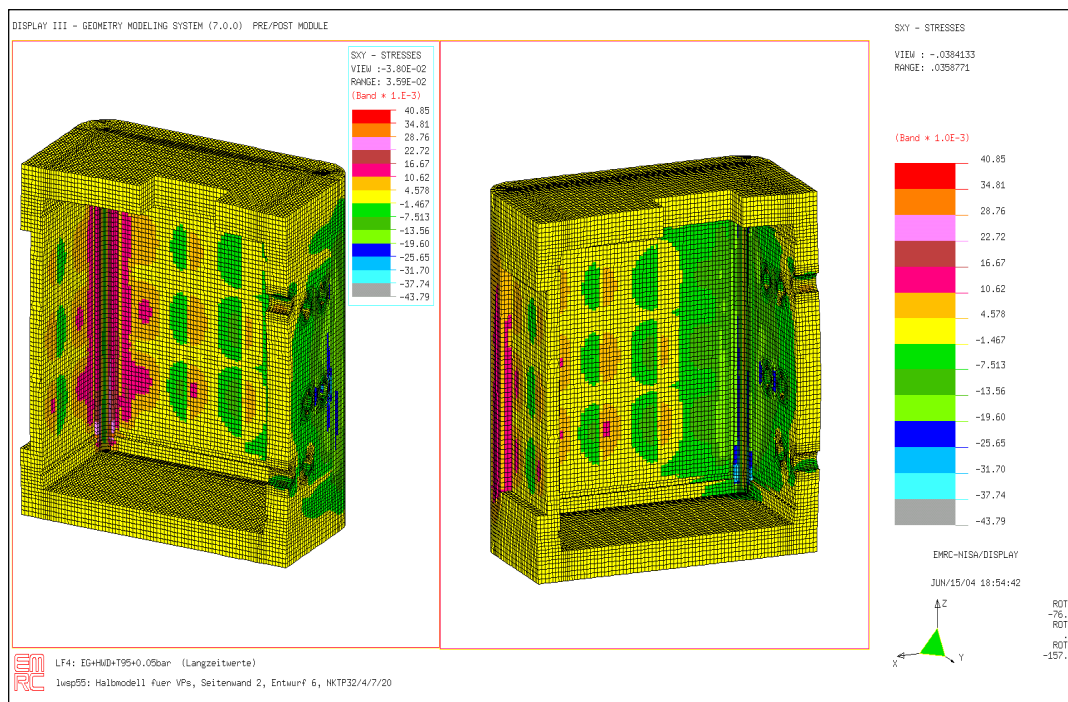 DISPLAY III - GEOMETRY MODELING SYSTEM (7.0.0) PRE/POST MODULE
SXY - STRESSES
VIEW :-3.80E-02
RANGE: 3.59E-02
(Band * 1.E-3)
40.85
34.81
28.76
22.72
16.67
10.62
4.578
-1.467
-7.513
-13.56
-19.60
-25.65
-31.70
-37.74
-43.79
SXY - STRESSES
VIEW : -.0384133
RANGE: .0358771
(Band * 1.0E-3)
40.85
34.81
28.76
22.72
16.67
10.62
4.578
-1.467
-7.513
-13.56
-19.60
-25.65
-31.70
-37.74
-43.79
EMRC-NISA/DISPLAY
JUN/15/04 18:54:42
ROT
-76.
ROT
.
ROT
-157.
Z
X
Y
EM
RC
LF4: EG+HWD+T95+0.05bar (Langzeitwerte)
lwsp55: Halbmodell fuer VPs, Seitenwand 2, Entwurf 6, NKTP32/4/7/20